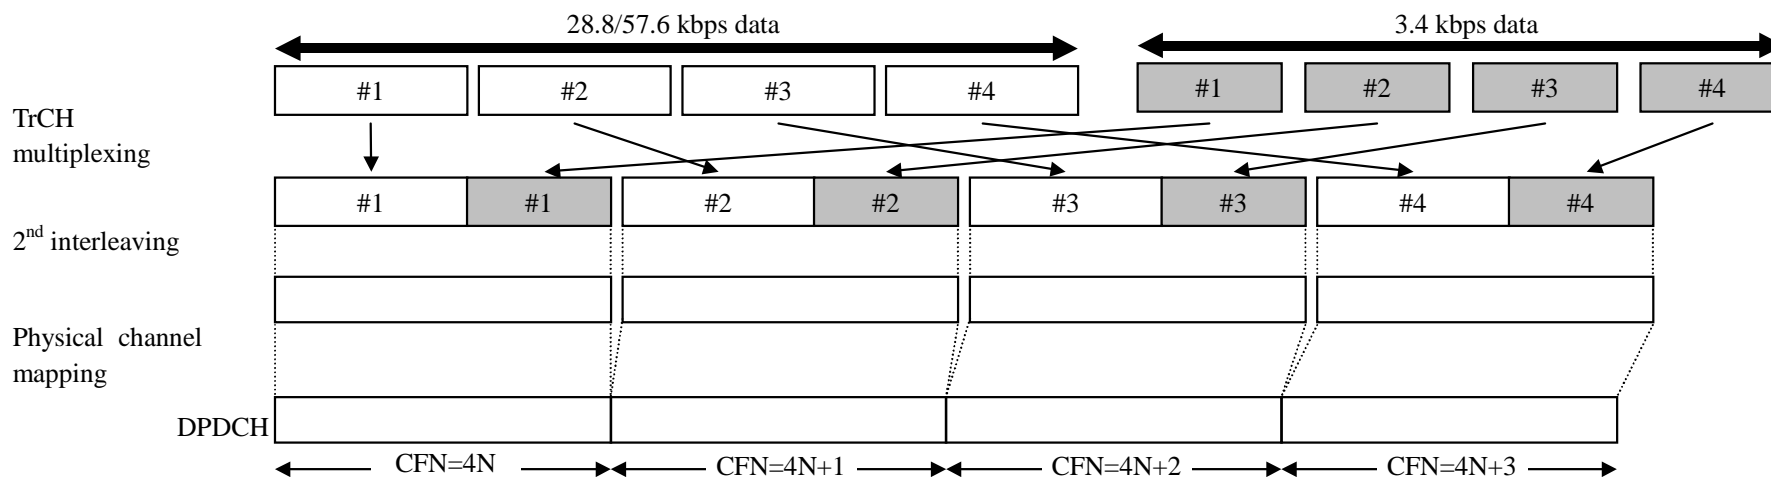 28.8/57.6 kbps data
3.4 kbps data
#1 #2 #3 #4 #1 #2 #3 #4
TrCH
multiplexing
#1 #1 #2 #2 #3 #3 #4 #4
2nd interleaving
Physical channel
mapping
DPDCH
CFN=4N CFN=4N+1 CFN=4N+2 CFN=4N+3